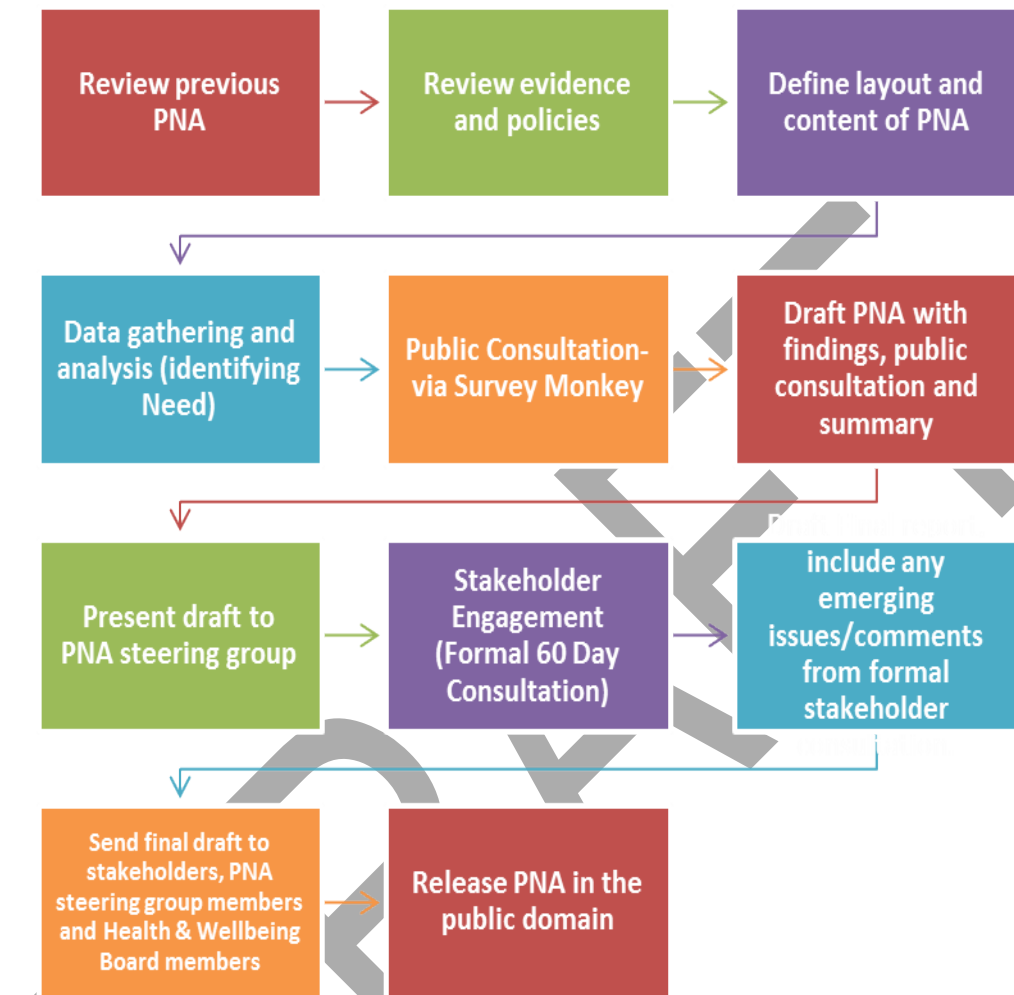 Review previous
PNA
Review evidence
and policies
Define layout and
content of PNA
Data gathering and
analysis (identifying
Need)
Public Consultation-
via Survey Monkey
Draft PNA with
findings, public
consultation and
summary
Present draft to
PNA steering group
Stakeholder
Engagement
(Formal 60 Day
Consultation)
include any
emerging
issues/comments
from formal
stakeholder
Send final draft to
stakeholders, PNA
steering group members
and Health & Wellbeing
Board members
Release PNA in the
public domain